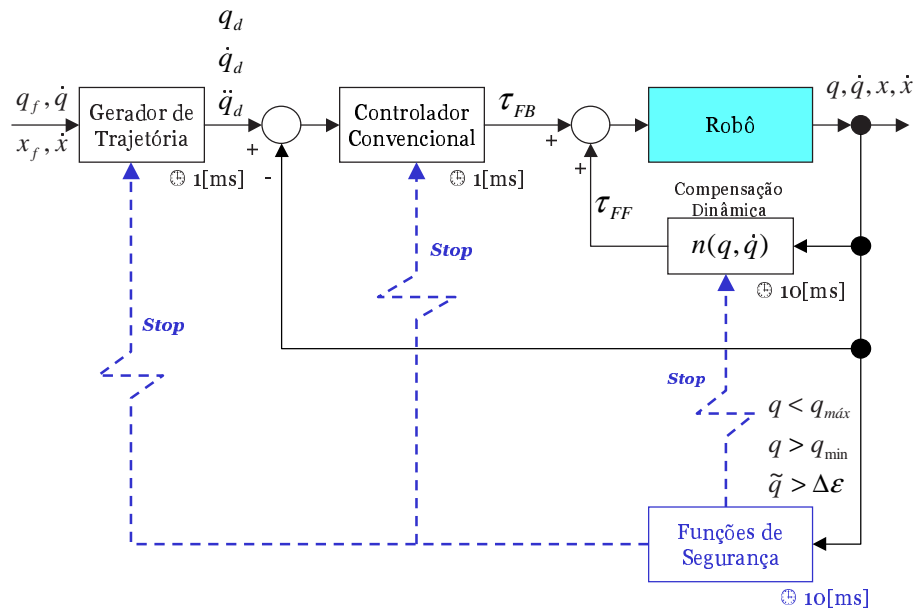 q_d
q̇_d
q̈_d
q_f, q̇
x_f, ẋ
Gerador de
Trajetória
1[ms]
+
-
Controlador
Convencional
1[ms]
τ_FB
+
+
Robô
q, q̇, x, ẋ
τ_FF
Compensação
Dinâmica
n(q, q̇)
10[ms]
Stop
Stop
Stop
q < q_máx
q > q_min
q̃ > Δε
Funções de
Segurança
10[ms]